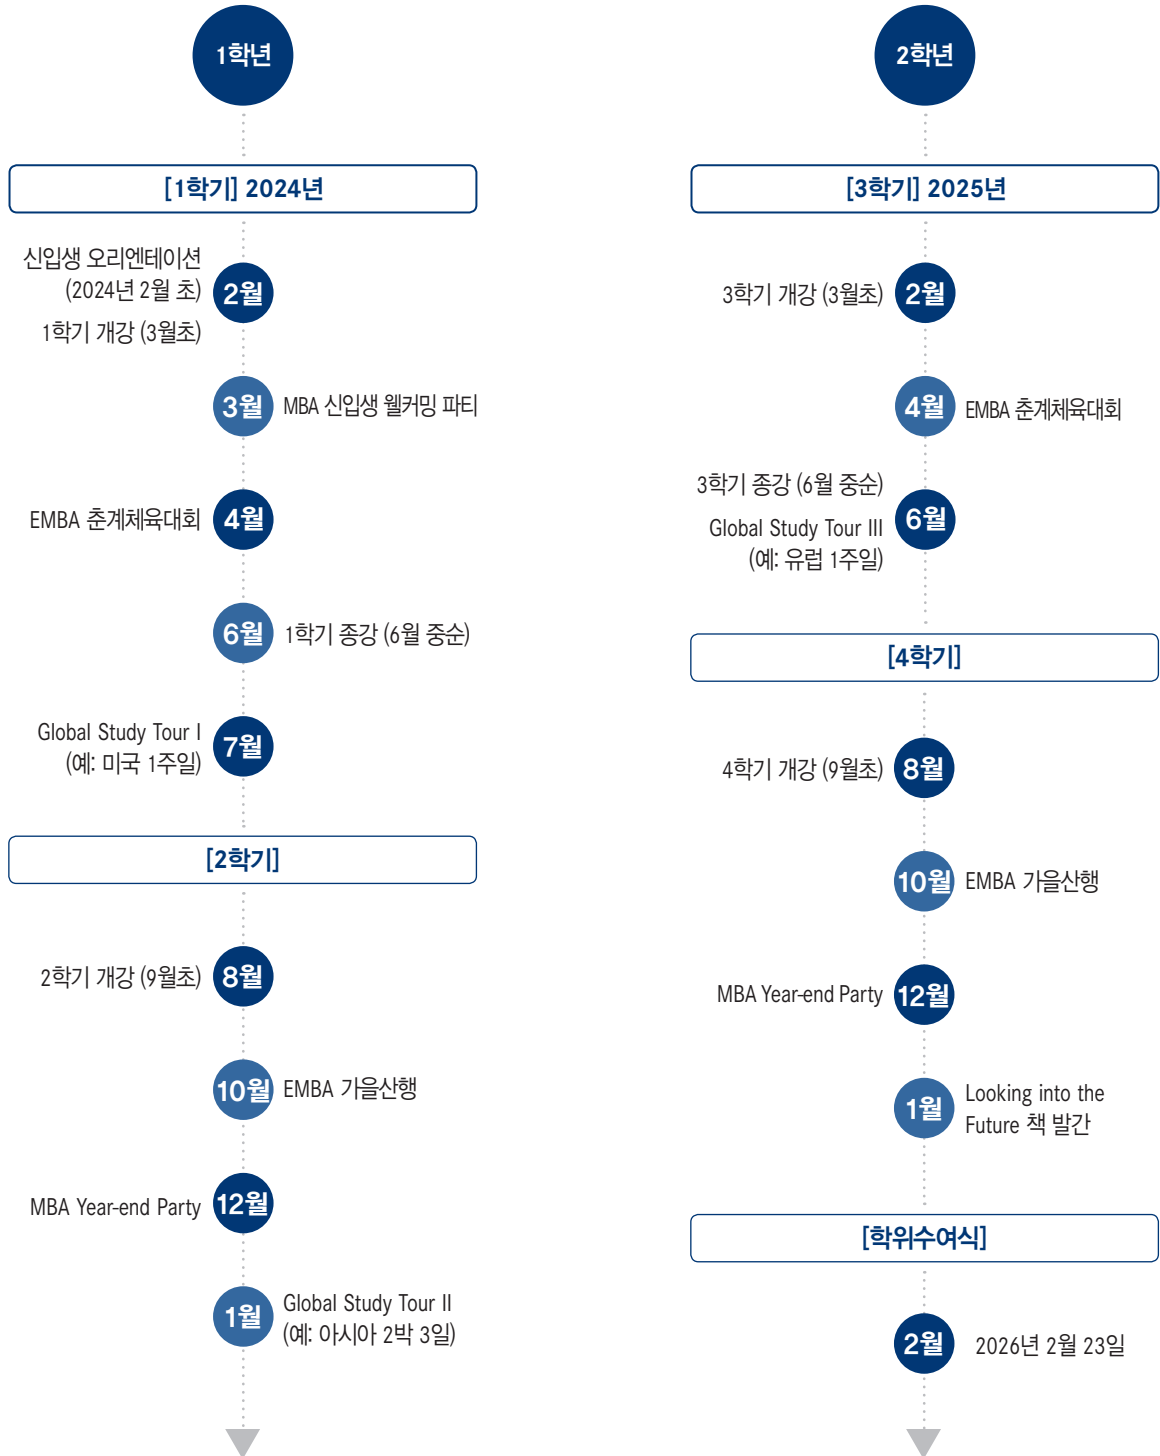 1학년
[1학기] 2024년
신입생 오리엔테이션
(2024년 2월 초)
1학기 개강 (3월초)
2월
3월
MBA 신입생 웰커밍 파티
EMBA 춘계체육대회
4월
6월
1학기 종강 (6월 중순)
Global Study Tour I
(예: 미국 1주일)
7월
[2학기]
2학기 개강 (9월초)
8월
10월
EMBA 가을산행
MBA Year-end Party
12월
1월
Global Study Tour II
(예: 아시아 2박 3일)
2학년
[3학기] 2025년
3학기 개강 (3월초)
2월
4월
EMBA 춘계체육대회
3학기 종강 (6월 중순)
Global Study Tour III
(예: 유럽 1주일)
6월
[4학기]
4학기 개강 (9월초)
8월
10월
EMBA 가을산행
MBA Year-end Party
12월
1월
Looking into the
Future 책 발간
[학위수여식]
2월
2026년 2월 23일